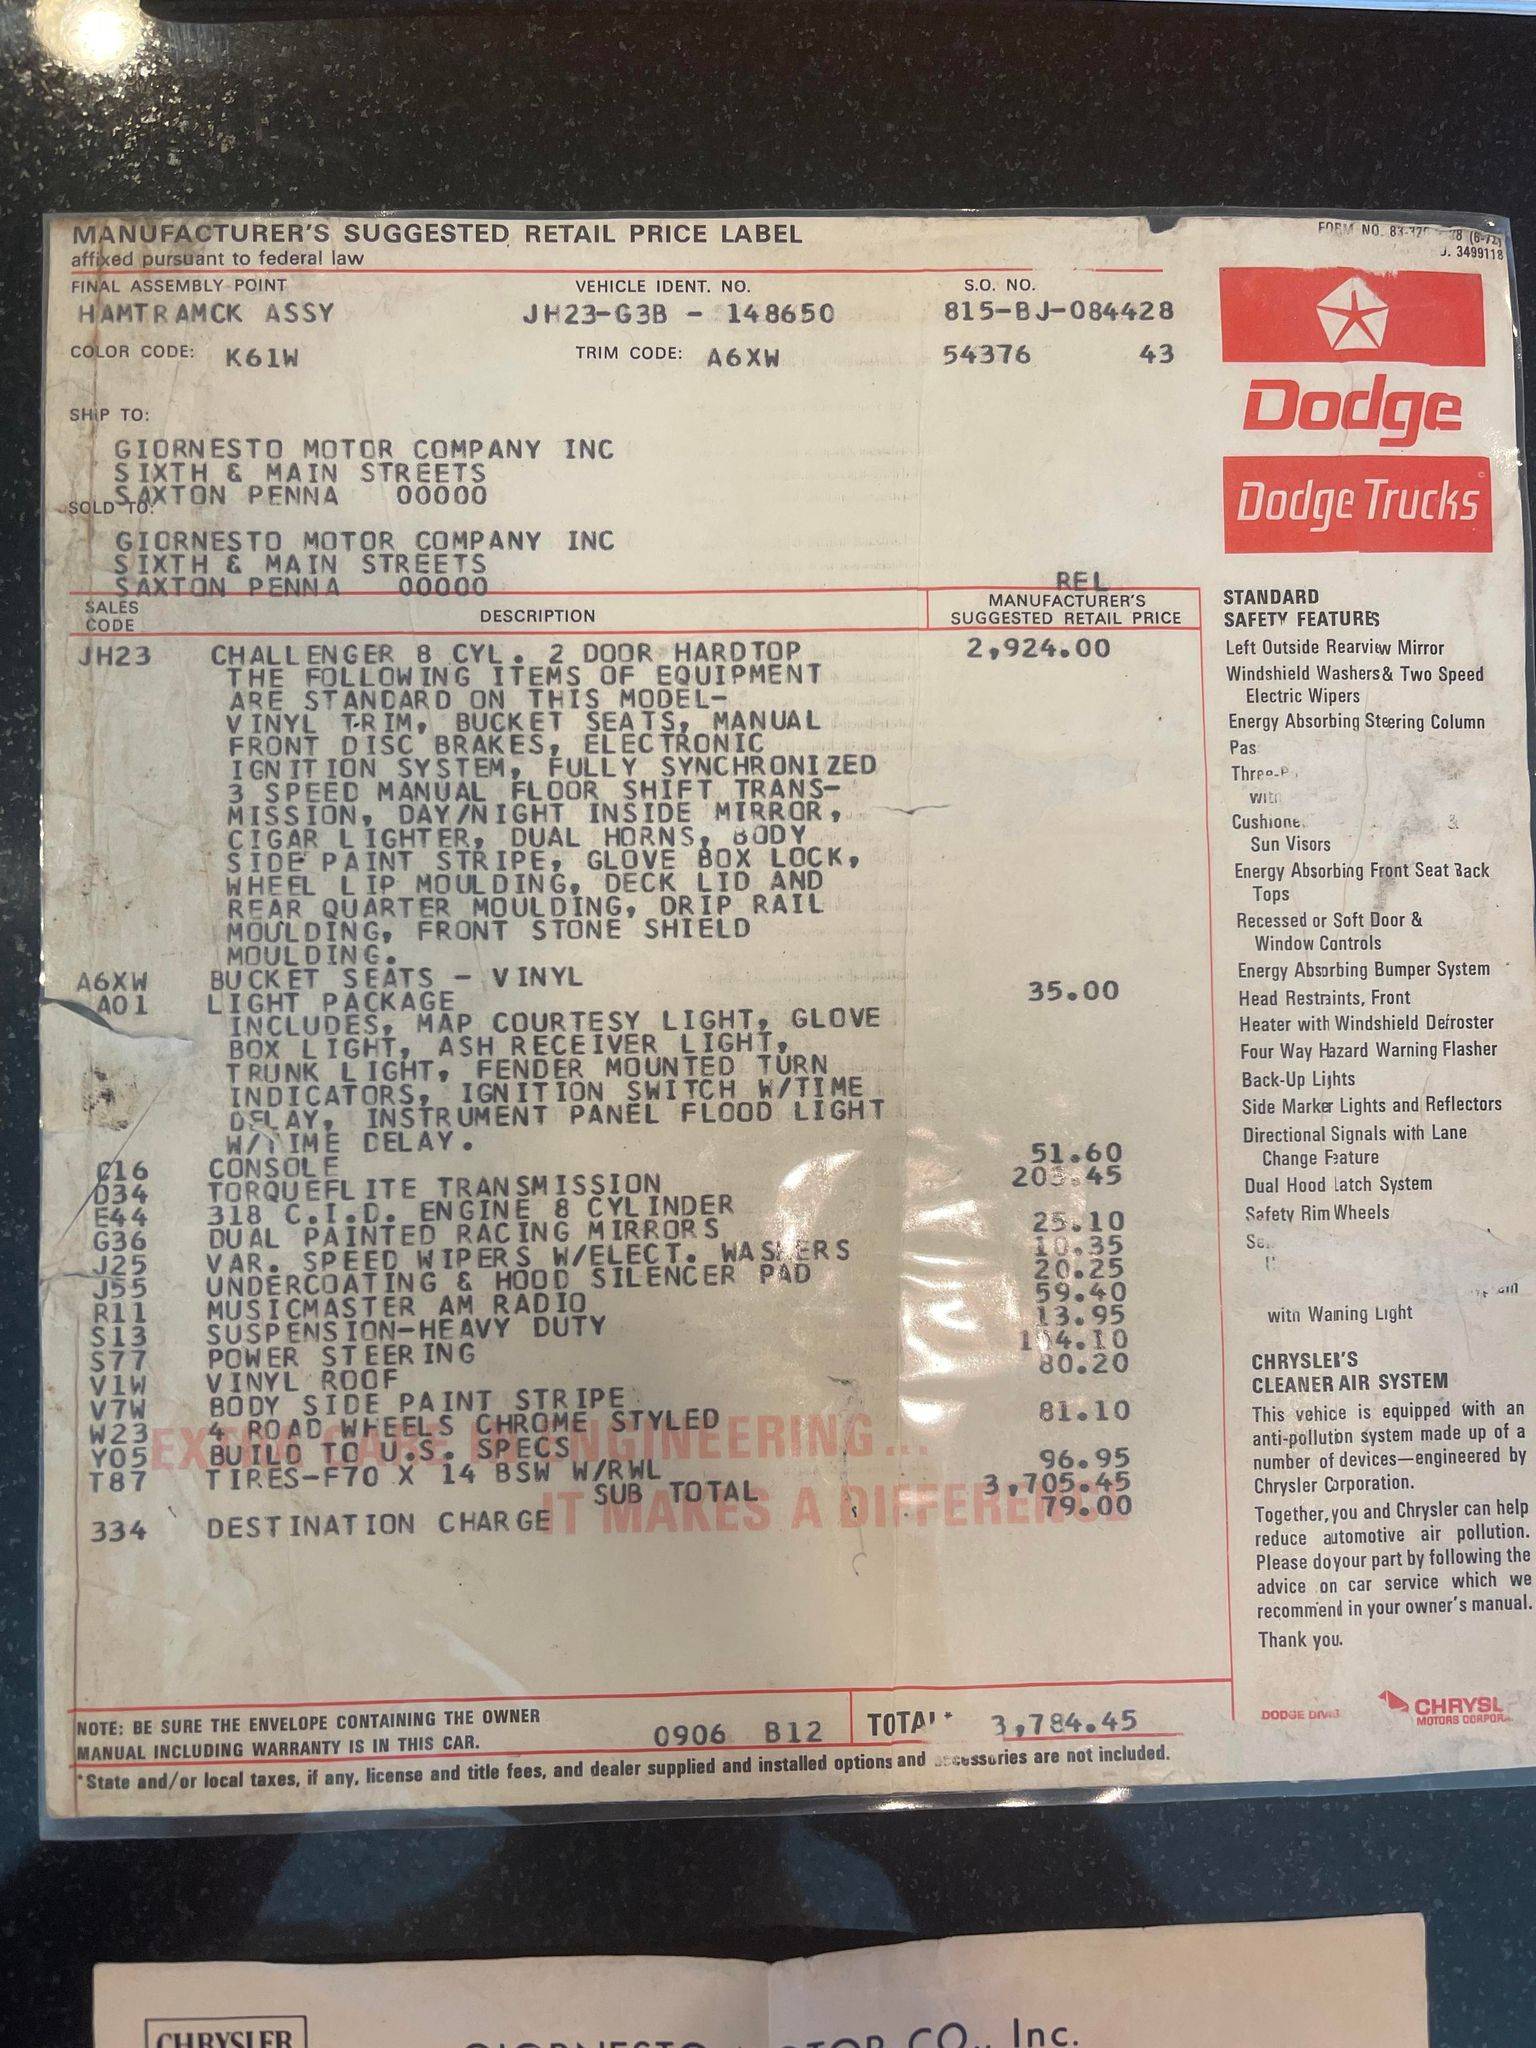 MANUFACTURER'S SUGGESTED RETAIL PRICE LABEL
affixed pursuant to federal law
FORM NO. (6-72)
3499118
FINAL ASSEMBLY POINT
HAMTRAMCK ASSY
VEHICLE IDENT. NO.
JH23-G3B - 148650
S.O. NO.
815-BJ-084428
COLOR CODE: K61W
TRIM CODE: A6XW
54376 43
SHIP TO:
GIORNESTO MOTOR COMPANY INC
SIXTH & MAIN STREETS
SAXTON PENNA 00000
SOLD TO:
GIORNESTO MOTOR COMPANY INC
SIXTH & MAIN STREETS
SAXTON PENNA 00000
REL
SALES CODE DESCRIPTION MANUFACTURER'S SUGGESTED RETAIL PRICE
JH23 CHALLENGER 8 CYL. 2 DOOR HARDTOP 2,924.00
THE FOLLOWING ITEMS OF EQUIPMENT
ARE STANDARD ON THIS MODEL-
VINYL TRIM, BUCKET SEATS, MANUAL
FRONT DISC BRAKES, ELECTRONIC
IGNITION SYSTEM, FULLY SYNCHRONIZED
3 SPEED MANUAL FLOOR SHIFT TRANS-
MISSION, DAY/NIGHT INSIDE MIRROR,
CIGAR LIGHTER, DUAL HORNS, BODY
SIDE PAINT STRIPE, GLOVE BOX LOCK,
WHEEL LIP MOULDING, DECK LID AND
REAR QUARTER MOULDING, DRIP RAIL
MOULDING, FRONT STONE SHIELD
MOULDING.
A6XW BUCKET SEATS - VINYL
A01 LIGHT PACKAGE 35.00
INCLUDES, MAP COURTESY LIGHT, GLOVE
BOX LIGHT, ASH RECEIVER LIGHT,
TRUNK LIGHT, FENDER MOUNTED TURN
INDICATORS, IGNITION SWITCH W/TIME
DELAY, INSTRUMENT PANEL FLOOD LIGHT
W/TIME DELAY.
C16 CONSOLE 51.60
D34 TORQUEFLITE TRANSMISSION 203.45
E44 318 C.I.D. ENGINE 8 CYLINDER
G36 DUAL PAINTED RACING MIRRORS 25.10
J25 VAR. SPEED WIPERS W/ELECT. WASHERS 10.35
J55 UNDERCOATING & HOOD SILENCER PAD 20.25
R11 MUSICMASTER AM RADIO 59.40
S13 SUSPENSION-HEAVY DUTY 13.95
S77 POWER STEERING 104.10
V1W VINYL ROOF 80.20
V7W BODY SIDE PAINT STRIPE
W23 4 ROAD WHEELS CHROME STYLED 81.10
Y05 BUILD TO U.S. SPECS
T87 TIRES-F70 X 14 BSW W/RWL 96.95
SUB TOTAL 3,705.45
334 DESTINATION CHARGE 79.00
EXTRA CARE IN ENGINEERING...
IT MAKES A DIFFERENCE
NOTE: BE SURE THE ENVELOPE CONTAINING THE OWNER
MANUAL INCLUDING WARRANTY IS IN THIS CAR.
0906 B12
TOTAL* 3,784.45
*State and/or local taxes, if any, license and title fees, and dealer supplied and installed options and accessories are not included.
Dodge
Dodge Trucks
STANDARD
SAFETY FEATURES
Left Outside Rearview Mirror
Windshield Washers & Two Speed
Electric Wipers
Energy Absorbing Steering Column
with
&
Sun Visors
Energy Absorbing Front Seat Back
Tops
Recessed or Soft Door &
Window Controls
Energy Absorbing Bumper System
Head Restraints, Front
Heater with Windshield Defroster
Four Way Hazard Warning Flasher
Back-Up Lights
Side Marker Lights and Reflectors
Directional Signals with Lane
Change Feature
Dual Hood Latch System
Safety Rim Wheels
with Warning Light
CHRYSLER'S
CLEANER AIR SYSTEM
This vehicle is equipped with an
anti-pollution system made up of a
number of devices—engineered by
Chrysler Corporation.
Together, you and Chrysler can help
reduce automotive air pollution.
Please do your part by following the
advice on car service which we
recommend in your owner's manual.
Thank you.
DODGE
CHRYSL
MOTORS CORPOR
CHRYSLER
CO., Inc.